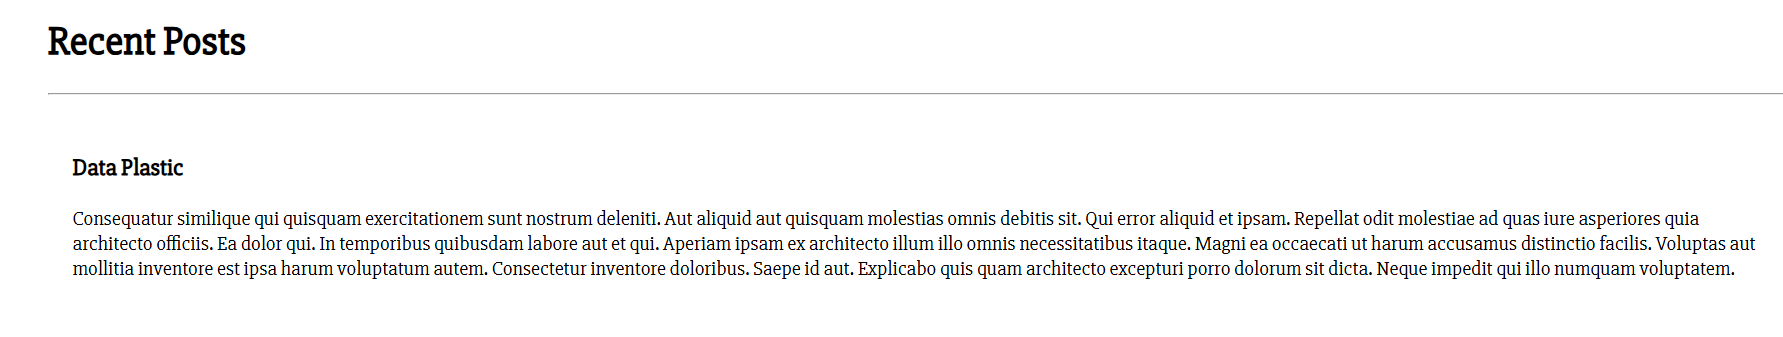 Recent Posts
Data Plastic
Consequatur similique qui quisquam exercitationem sunt nostrum deleniti. Aut aliquid aut quisquam molestias omnis debitis sit. Qui error aliquid et ipsam. Repellat odit molestiae ad quas iure asperiores quia
architecto officiis. Ea dolor qui. In temporibus quibusdam labore aut et qui. Aperiam ipsam ex architecto illum illo omnis necessitatibus itaque. Magni ea occaecati ut harum accusamus distinctio facilis. Voluptas aut
mollitia inventore est ipsa harum voluptatum autem. Consectetur inventore doloribus. Saepe id aut. Explicabo quis quam architecto excepturi porro dolorum sit dicta. Neque impedit qui illo numquam voluptatem.